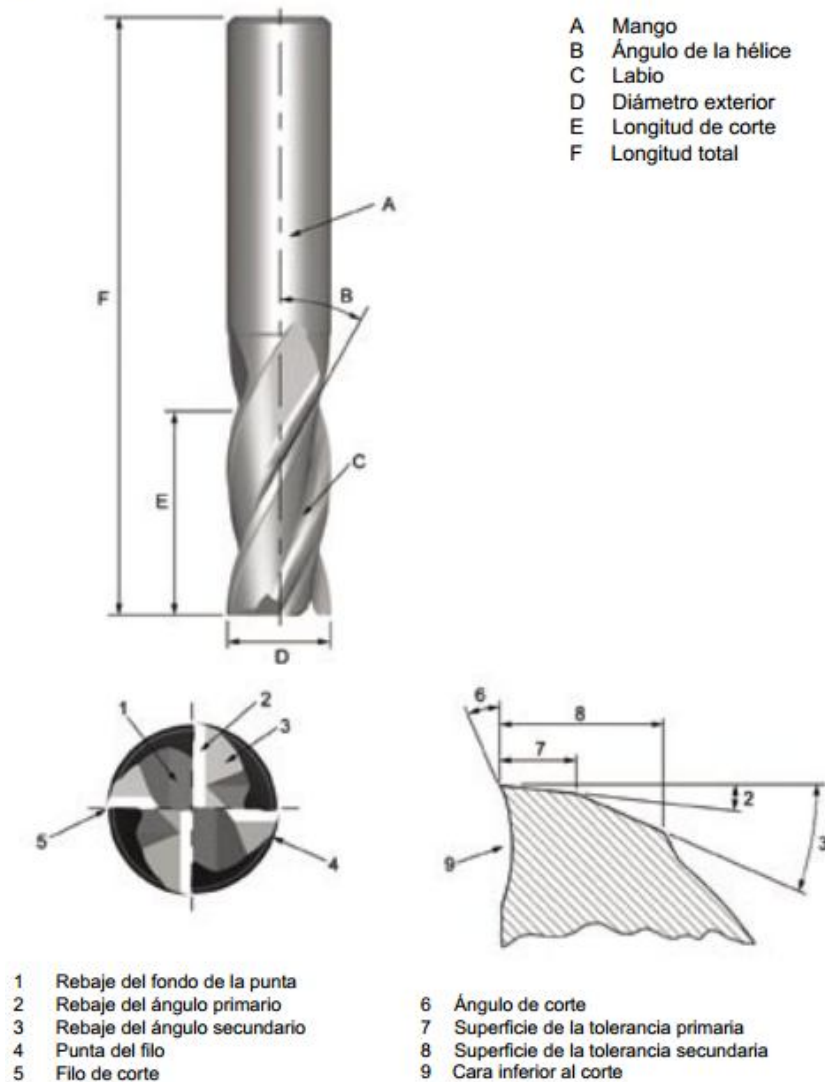 A Mango
B Ángulo de la hélice
C Labio
D Diámetro exterior
E Longitud de corte
F Longitud total
A
B
F
C
E
D
1
2
3
5
4
6
8
7
2
3
9
1 Rebaje del fondo de la punta
2 Rebaje del ángulo primario
3 Rebaje del ángulo secundario
4 Punta del filo
5 Filo de corte
6 Ángulo de corte
7 Superficie de la tolerancia primaria
8 Superficie de la tolerancia secundaria
9 Cara inferior al corte